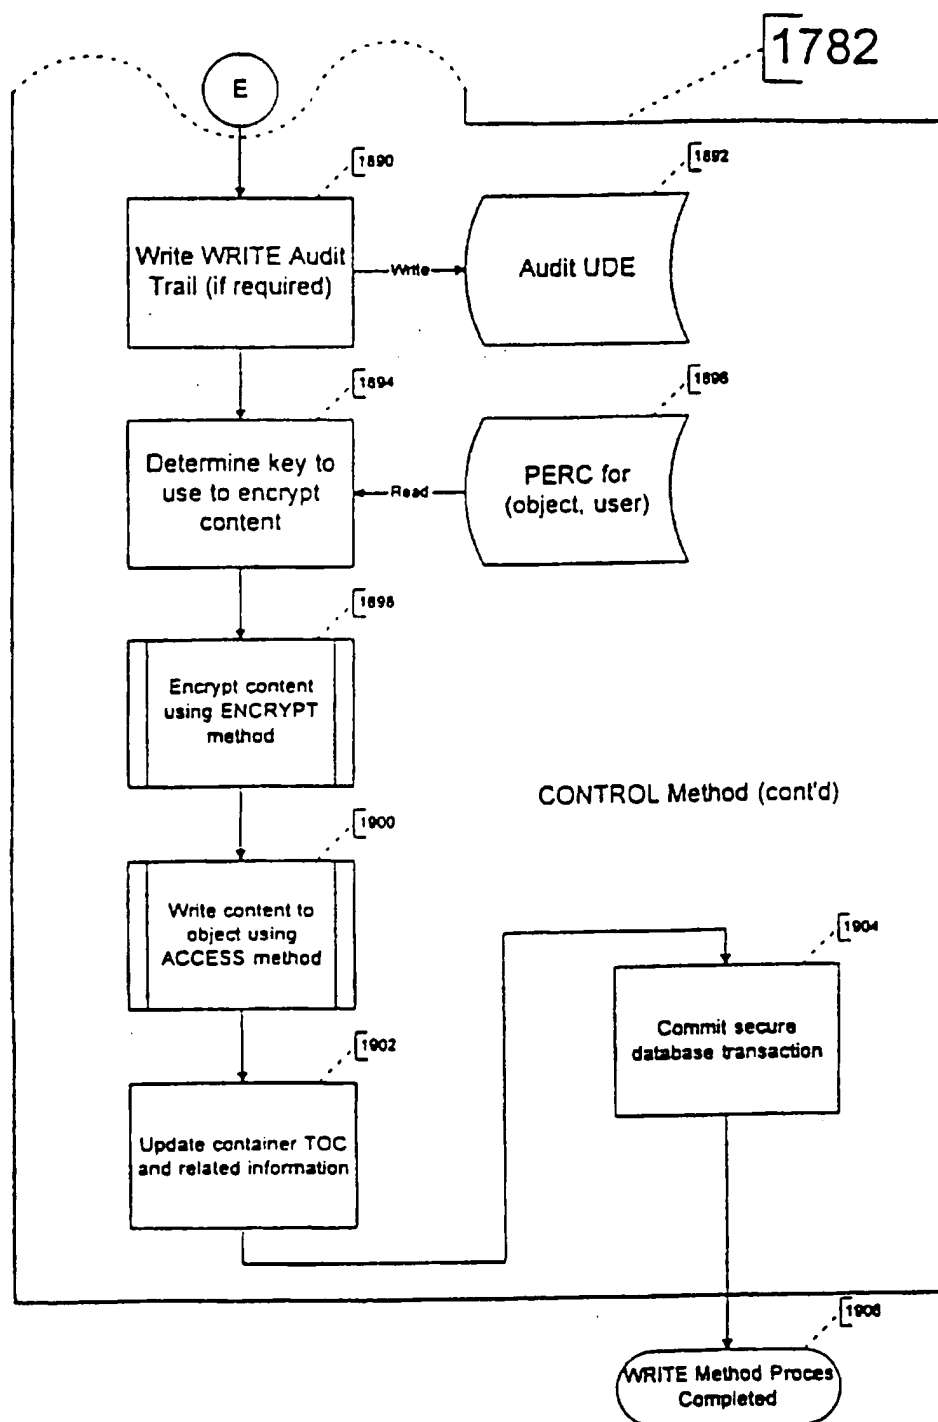 1782
E
1890
Write WRITE Audit
Trail (if required)
Write
1892
Audit UDE
1894
Determine key to
use to encrypt
content
Read
1896
PERC for
(object, user)
1898
Encrypt content
using ENCRYPT
method
CONTROL Method (cont'd)
1900
Write content to
object using
ACCESS method
1902
Update container TOC
and related information
1904
Commit secure
database transaction
1906
WRITE Method Proces
Completed